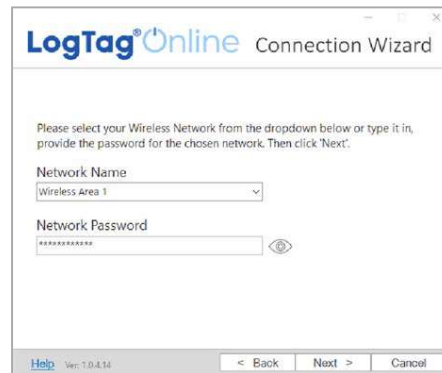 LogTag®Online Connection Wizard
Please select your Wireless Network from the dropdown below or type it in,
provide the password for the chosen network. Then click 'Next'.
Network Name
Wireless Area 1
Network Password
************
Help Ver: 1.0.4.14 < Back Next > Cancel